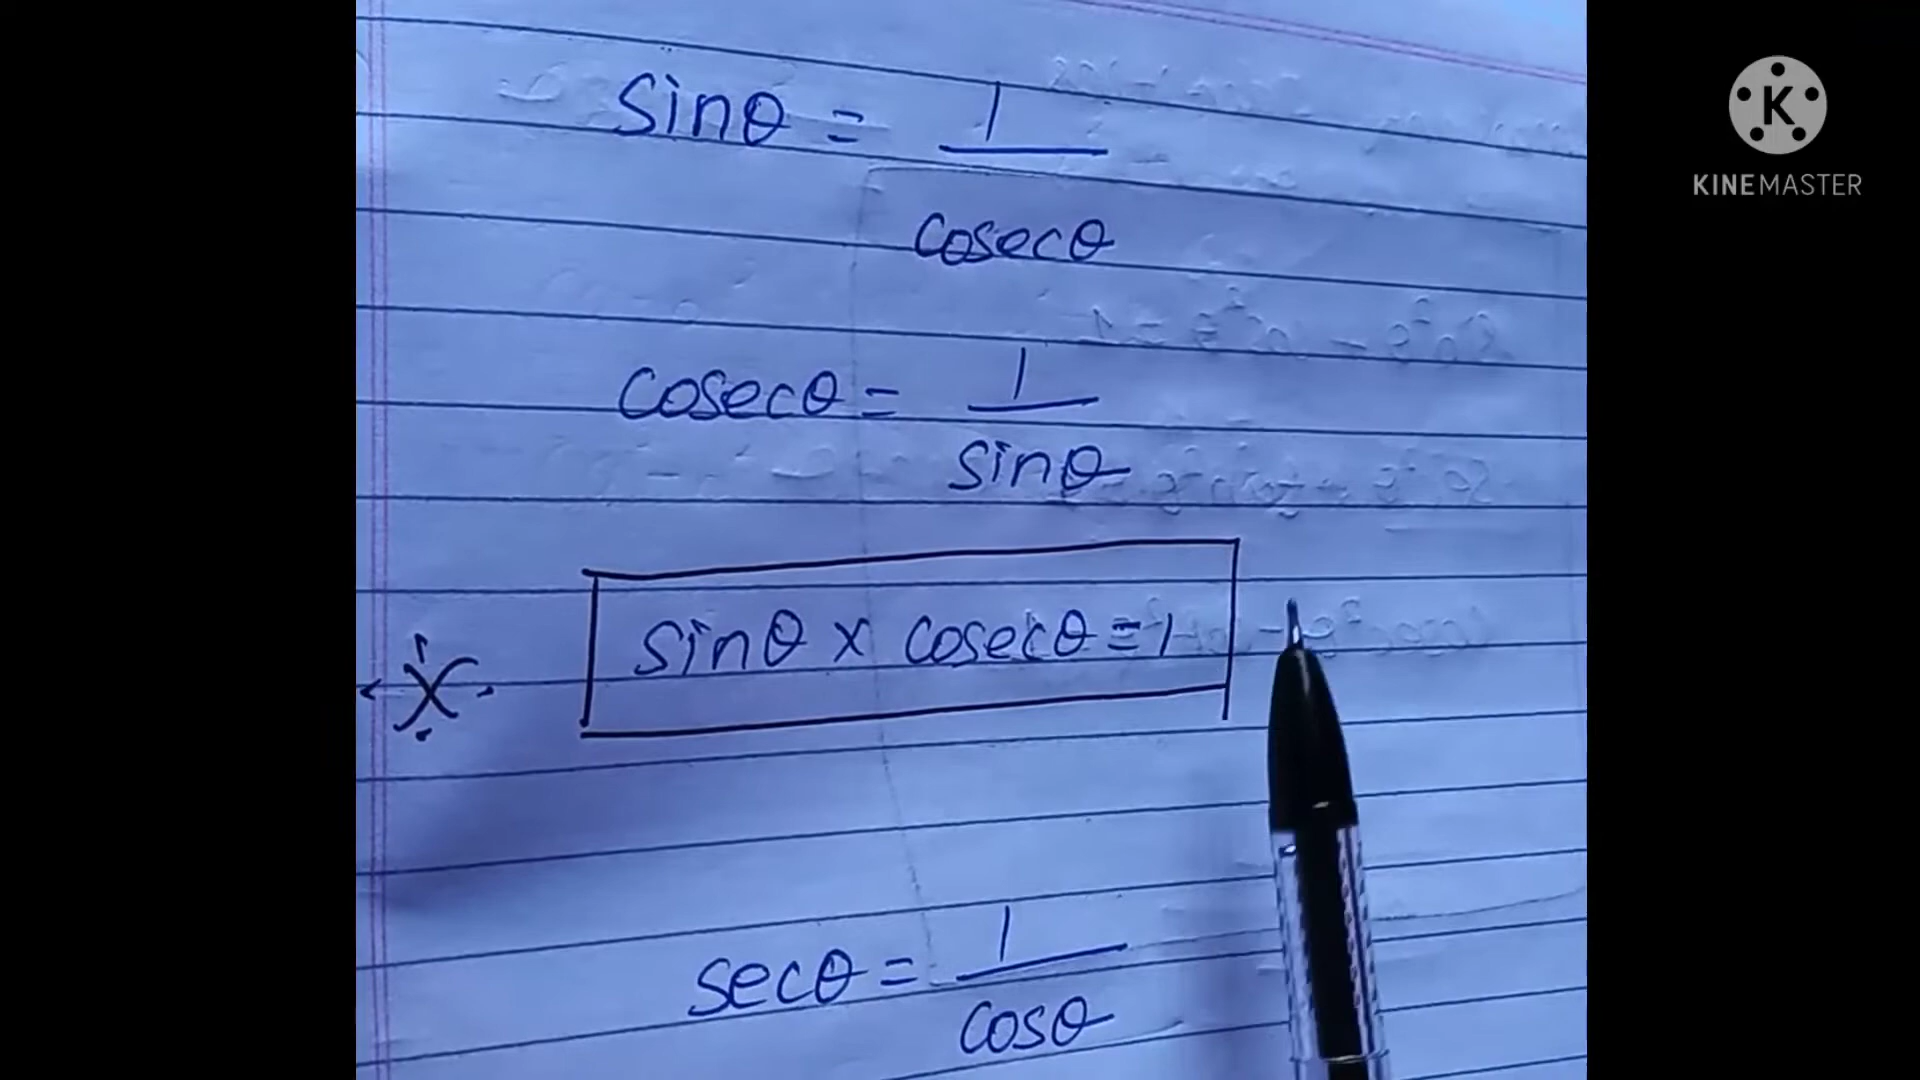 sinθ = 1
cosecθ
cosecθ = 1
sinθ
sinθ x cosecθ = 1
secθ = 1
cosθ
KINEMASTER